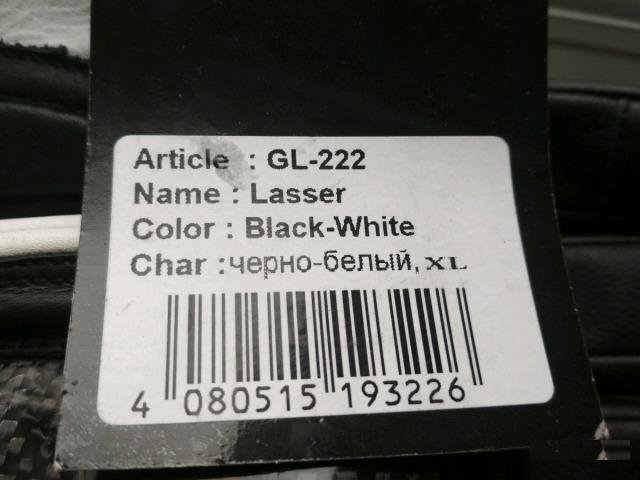 Article : GL-222
Name : Lasser
Color : Black-White
Char :черно-белый, XL
4 080515 193226